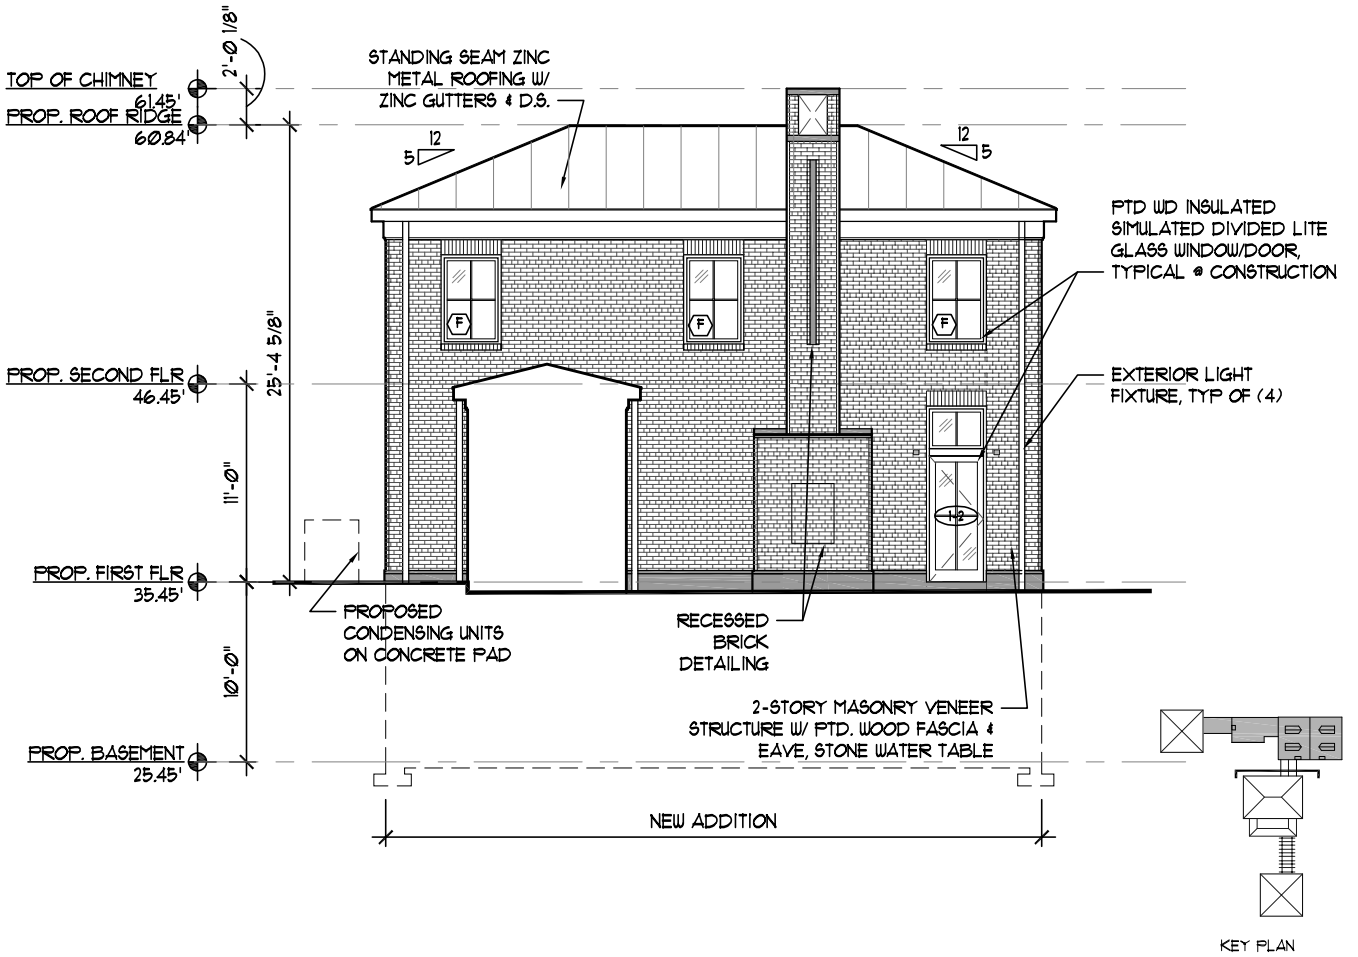 2'-0 1/8"
TOP OF CHIMNEY
61.45'
PROP. ROOF RIDGE
60.84'
STANDING SEAM ZINC
METAL ROOFING W/
ZINC GUTTERS & D.S.
12
5
12
5
PTD WD INSULATED
SIMULATED DIVIDED LITE
GLASS WINDOW/DOOR,
TYPICAL @ CONSTRUCTION
F
F
F
25'-4 5/8"
PROP. SECOND FLR
46.45'
EXTERIOR LIGHT
FIXTURE, TYP OF (4)
11'-0"
1-2
PROP. FIRST FLR
35.45'
PROPOSED
CONDENSING UNITS
ON CONCRETE PAD
RECESSED
BRICK
DETAILING
10'-0"
2-STORY MASONRY VENEER
STRUCTURE W/ PTD. WOOD FASCIA &
EAVE, STONE WATER TABLE
PROP. BASEMENT
25.45'
NEW ADDITION
KEY PLAN